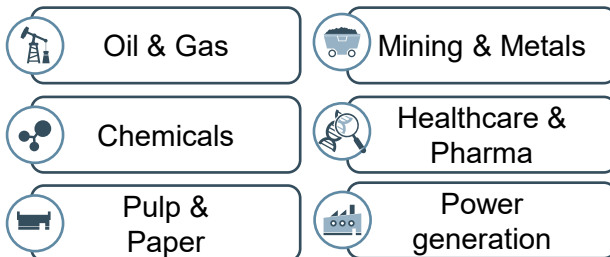 Oil & Gas
Mining & Metals
Chemicals
Healthcare &
Pharma
Pulp &
Paper
Power
generation